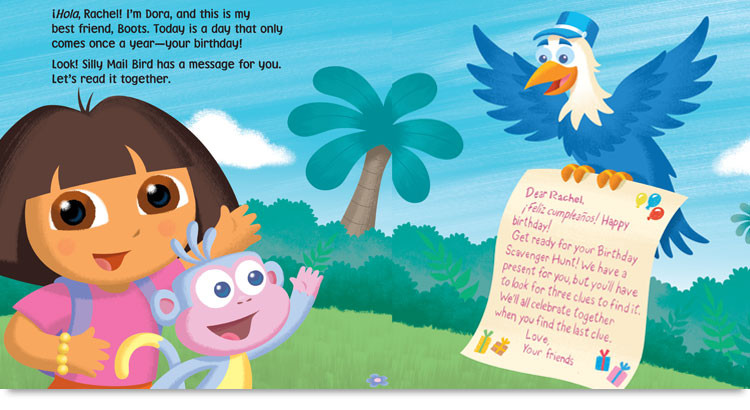 ¡Hola, Rachel! I'm Dora, and this is my
best friend, Boots. Today is a day that only
comes once a year—your birthday!
Look! Silly Mail Bird has a message for you.
Let's read it together.
Dear Rachel,
¡Feliz cumpleaños! Happy
birthday!
Get ready for your Birthday
Scavenger Hunt! We have a
present for you, but you'll have
to look for three clues to find it.
We'll all celebrate together
when you find the last clue.
Love,
Your friends